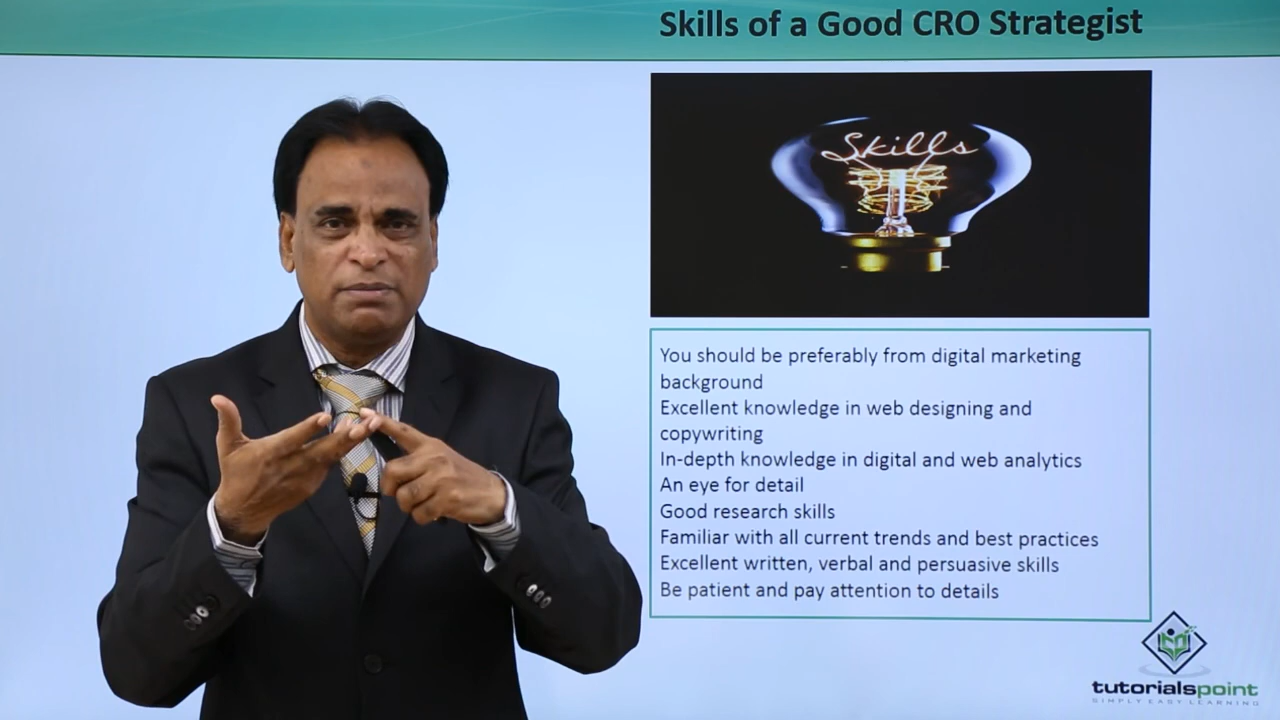 Skills of a Good CRO Strategist
Skills
You should be preferably from digital marketing
background
Excellent knowledge in web designing and
copywriting
In-depth knowledge in digital and web analytics
An eye for detail
Good research skills
Familiar with all current trends and best practices
Excellent written, verbal and persuasive skills
Be patient and pay attention to details
tutorialspoint
SIMPLY EASY LEARNING